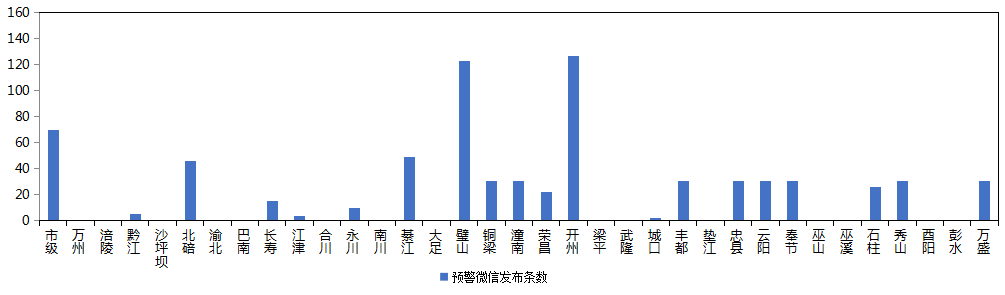 160
140
120
100
80
60
40
20
0
市级
万州
涪陵
黔江
沙坪坝
北碚
渝北
巴南
长寿
江津
合川
永川
南川
綦江
大足
璧山
铜梁
潼南
荣昌
开州
梁平
武隆
城口
丰都
垫江
忠县
云阳
奉节
巫山
巫溪
石柱
秀山
酉阳
彭水
万盛
预警微信发布条数